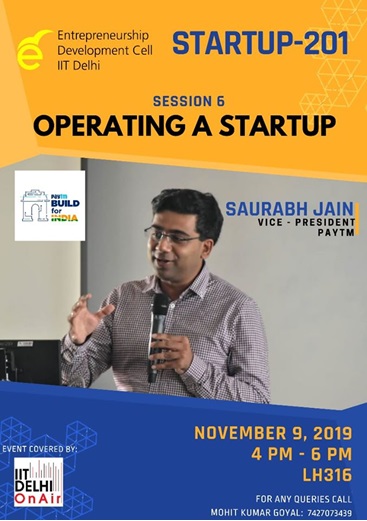 Entrepreneurship
Development Cell
IIT Delhi
STARTUP-201
SESSION 6
OPERATING A STARTUP
PAYTM
BUILD
for
INDIA
SAURABH JAIN
VICE - PRESIDENT
PAYTM
NOVEMBER 9, 2019
4 PM - 6 PM
LH316
EVENT COVERED BY:
IIT
DELHI
OnAir
FOR ANY QUERIES CALL
MOHIT KUMAR GOYAL: 7427073439